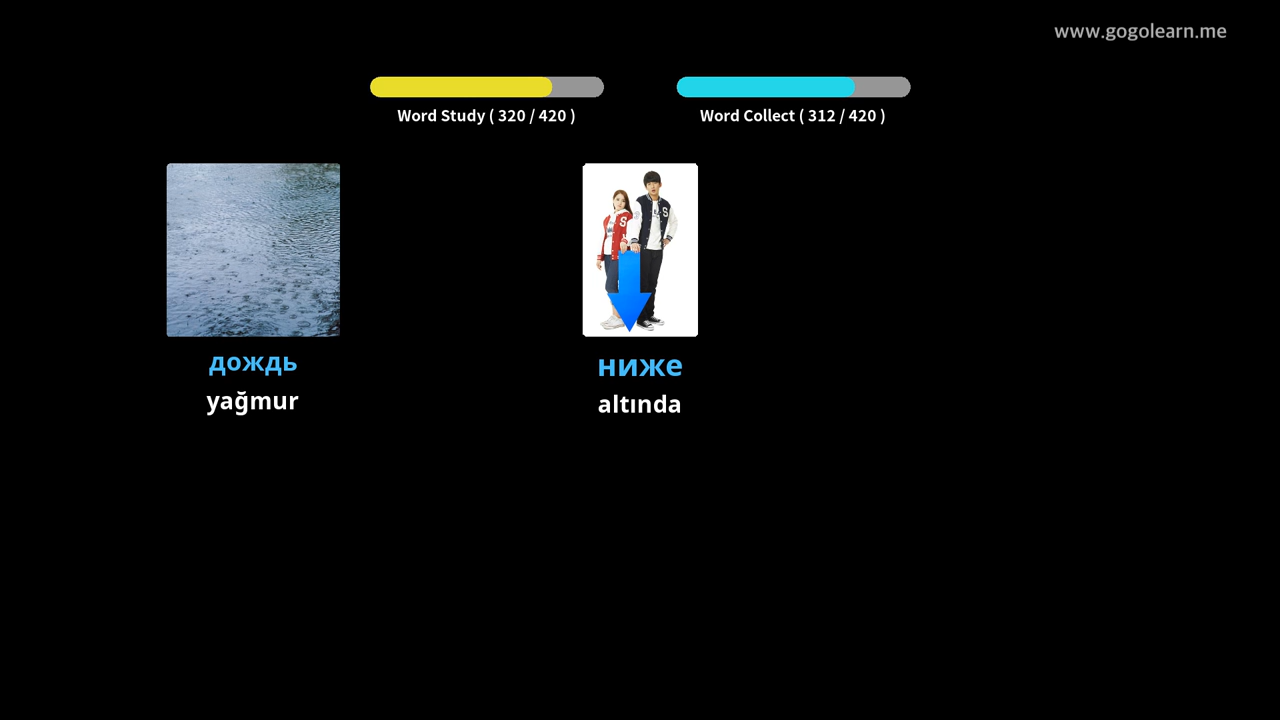 www.gogolearn.me
Word Study ( 320 / 420 )
Word Collect ( 312 / 420 )
дождь
yağmur
ниже
altında